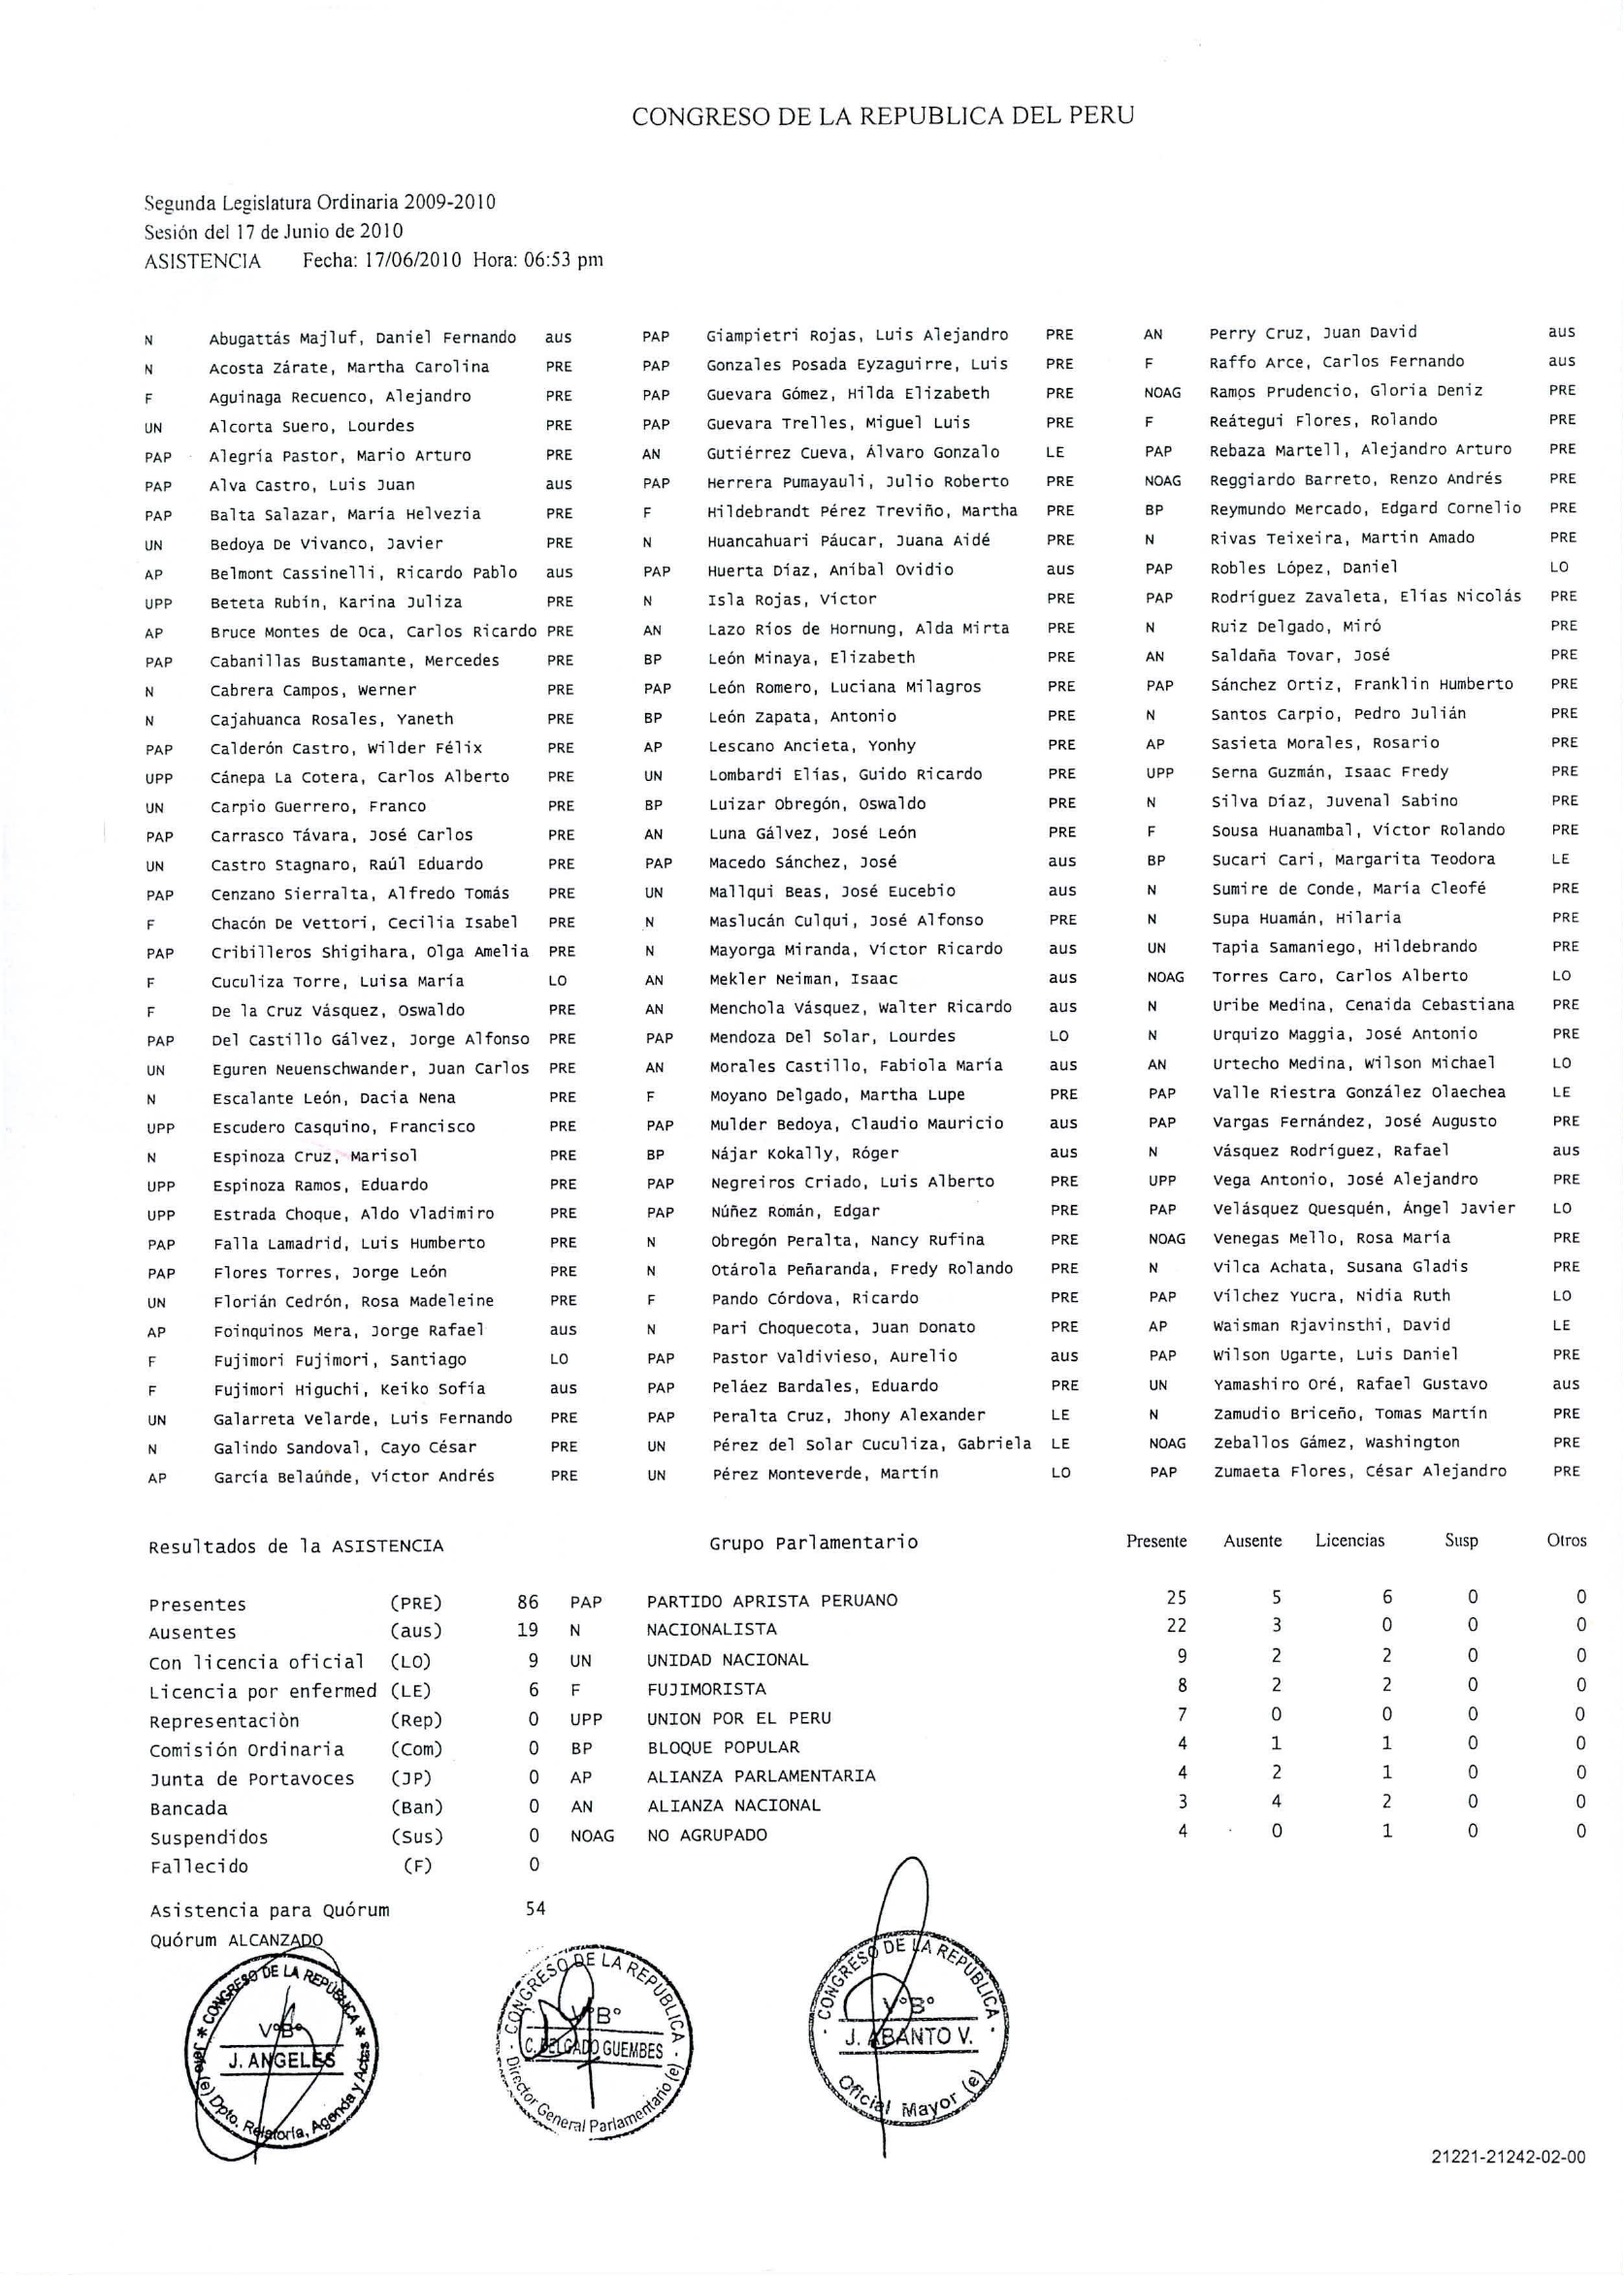 CONGRESO DE LA REPUBLICA DEL PERU
Segunda Legislatura Ordinaria 2009-2010
Sesión del 17 de Junio de 2010
ASISTENCIA Fecha: 17/06/2010 Hora: 06:53 pm
N Abugattás Majluf, Daniel Fernando aus PAP Giampietri Rojas, Luis Alejandro PRE AN Perry Cruz, Juan David aus
N Acosta Zárate, Martha Carolina PRE PAP Gonzales Posada Eyzaguirre, Luis PRE F Raffo Arce, Carlos Fernando aus
F Aguinaga Recuenco, Alejandro PRE PAP Guevara Gómez, Hilda Elizabeth PRE NOAG Ramos Prudencio, Gloria Deniz PRE
UN Alcorta Suero, Lourdes PRE PAP Guevara Trelles, Miguel Luis PRE F Reátegui Flores, Rolando PRE
PAP Alegría Pastor, Mario Arturo PRE AN Gutiérrez Cueva, Álvaro Gonzalo LE PAP Rebaza Martell, Alejandro Arturo PRE
PAP Alva Castro, Luis Juan aus PAP Herrera Pumayauli, Julio Roberto PRE NOAG Reggiardo Barreto, Renzo Andrés PRE
PAP Balta Salazar, María Helvezia PRE F Hildebrandt Pérez Treviño, Martha PRE BP Reymundo Mercado, Edgard Cornelio PRE
UN Bedoya De Vivanco, Javier PRE N Huancahuari Páucar, Juana Aidé PRE N Rivas Teixeira, Martin Amado PRE
AP Belmont Cassinelli, Ricardo Pablo aus PAP Huerta Díaz, Aníbal Ovidio aus PAP Robles López, Daniel LO
UPP Beteta Rubín, Karina Juliza PRE N Isla Rojas, Víctor PRE PAP Rodríguez Zavaleta, Elías Nicolás PRE
AP Bruce Montes de Oca, Carlos Ricardo PRE AN Lazo Ríos de Hornung, Alda Mirta PRE N Ruiz Delgado, Miró PRE
PAP Cabanillas Bustamante, Mercedes PRE BP León Minaya, Elizabeth PRE AN Saldaña Tovar, José PRE
N Cabrera Campos, Werner PRE PAP León Romero, Luciana Milagros PRE PAP Sánchez Ortiz, Franklin Humberto PRE
N Cajahuanca Rosales, Yaneth PRE BP León Zapata, Antonio PRE N Santos Carpio, Pedro Julián PRE
PAP Calderón Castro, Wilder Félix PRE AP Lescano Ancieta, Yonhy PRE AP Sasieta Morales, Rosario PRE
UPP Cánepa La Cotera, Carlos Alberto PRE UN Lombardi Elías, Guido Ricardo PRE UPP Serna Guzmán, Isaac Fredy PRE
UN Carpio Guerrero, Franco PRE BP Luizar Obregón, Oswaldo PRE N Silva Díaz, Juvenal Sabino PRE
PAP Carrasco Távara, José Carlos PRE AN Luna Gálvez, José León PRE F Sousa Huanambal, Víctor Rolando PRE
UN Castro Stagnaro, Raúl Eduardo PRE PAP Macedo Sánchez, José aus BP Sucari Cari, Margarita Teodora LE
PAP Cenzano Sierralta, Alfredo Tomás PRE UN Mallqui Beas, José Eucebio aus N Sumire de Conde, María Cleofé PRE
F Chacón De Vettori, Cecilia Isabel PRE N Maslucán Culqui, José Alfonso PRE N Supa Huamán, Hilaria PRE
PAP Cribilleros Shigihara, Olga Amelia PRE N Mayorga Miranda, Víctor Ricardo aus UN Tapia Samaniego, Hildebrando PRE
F Cuculiza Torre, Luisa María LO AN Mekler Neiman, Isaac aus NOAG Torres Caro, Carlos Alberto LO
F De la Cruz Vásquez, Oswaldo PRE AN Menchola Vásquez, Walter Ricardo aus N Uribe Medina, Cenaida Cebastiana PRE
PAP Del Castillo Gálvez, Jorge Alfonso PRE PAP Mendoza Del Solar, Lourdes LO N Urquizo Maggia, José Antonio PRE
UN Eguren Neuenschwander, Juan Carlos PRE AN Morales Castillo, Fabiola María aus AN Urtecho Medina, Wilson Michael LO
N Escalante León, Dacia Nena PRE F Moyano Delgado, Martha Lupe PRE PAP Valle Riestra González Olaechea LE
UPP Escudero Casquino, Francisco PRE PAP Mulder Bedoya, Claudio Mauricio aus PAP Vargas Fernández, José Augusto PRE
N Espinoza Cruz, Marisol PRE BP Nájar Kokally, Róger aus N Vásquez Rodríguez, Rafael aus
UPP Espinoza Ramos, Eduardo PRE PAP Negreiros Criado, Luis Alberto PRE UPP Vega Antonio, José Alejandro PRE
UPP Estrada Choque, Aldo Vladimiro PRE PAP Núñez Román, Edgar PRE PAP Velásquez Quesquén, Ángel Javier LO
PAP Falla Lamadrid, Luis Humberto PRE N Obregón Peralta, Nancy Rufina PRE NOAG Venegas Mello, Rosa María PRE
PAP Flores Torres, Jorge León PRE N Otárola Peñaranda, Fredy Rolando PRE N Vilca Achata, Susana Gladis PRE
UN Florián Cedrón, Rosa Madeleine PRE F Pando Córdova, Ricardo PRE PAP Vílchez Yucra, Nidia Ruth LO
AP Foinquinos Mera, Jorge Rafael aus N Pari Choquecota, Juan Donato PRE AP Waisman Rjavinsthi, David LE
F Fujimori Fujimori, Santiago LO PAP Pastor Valdivieso, Aurelio aus PAP Wilson Ugarte, Luis Daniel PRE
F Fujimori Higuchi, Keiko Sofía aus PAP Peláez Bardales, Eduardo PRE UN Yamashiro Oré, Rafael Gustavo aus
UN Galarreta Velarde, Luis Fernando PRE PAP Peralta Cruz, Jhony Alexander LE N Zamudio Briceño, Tomas Martín PRE
N Galindo Sandoval, Cayo César PRE UN Pérez del Solar Cuculiza, Gabriela LE NOAG Zeballos Gámez, Washington PRE
AP García Belaúnde, Víctor Andrés PRE UN Pérez Monteverde, Martín LO PAP Zumaeta Flores, César Alejandro PRE
Resultados de la ASISTENCIA Grupo Parlamentario Presente Ausente Licencias Susp Otros
Presentes (PRE) 86 PAP PARTIDO APRISTA PERUANO 25 5 6 0 0
Ausentes (aus) 19 N NACIONALISTA 22 3 0 0 0
Con licencia oficial (LO) 9 UN UNIDAD NACIONAL 9 2 2 0 0
Licencia por enfermed (LE) 6 F FUJIMORISTA 8 2 2 0 0
Representaciòn (Rep) 0 UPP UNION POR EL PERU 7 0 0 0 0
Comisión Ordinaria (Com) 0 BP BLOQUE POPULAR 4 1 1 0 0
Junta de Portavoces (JP) 0 AP ALIANZA PARLAMENTARIA 4 2 1 0 0
Bancada (Ban) 0 AN ALIANZA NACIONAL 3 4 2 0 0
Suspendidos (Sus) 0 NOAG NO AGRUPADO 4 0 1 0 0
Fallecido (F) 0
Asistencia para Quórum 54
Quórum ALCANZADO
CONGRESO DE LA REPÚBLICA
V°B°
J. ANGELES
Jefe (e) Dpto. Relatoría, Agenda y Actas
CONGRESO DE LA REPUBLICA
V°B°
C. DELGADO GUEMBES
Director General Parlamentario (e)
CONGRESO DE LA REPUBLICA
V°B°
J. ABANTO V.
Oficial Mayor (e)
21221-21242-02-00